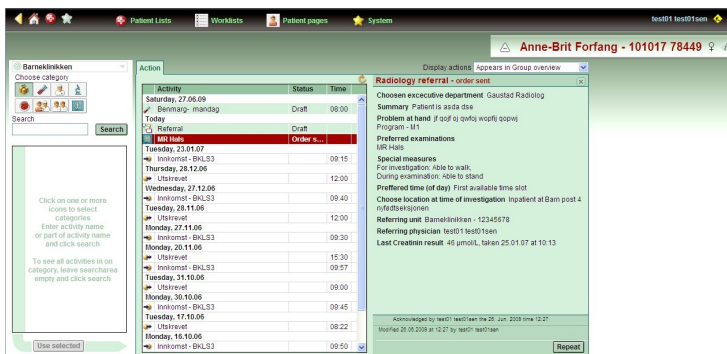 Patient Lists
Worklists
Patient pages
System
test01 test01sen
Anne-Brit Forfang - 101017 78449 ♀
Barneklinikken
Choose category
Search
Search
Click on one or more
icons to select
categories
Enter activity name
or part of activity name
and click search
To see all activities in on
category, leave searcharea
empty and click search
Use selected
Action
Display actions Appears in Group overview
Activity Status Time
Saturday, 27.06.09
Benmarg- mandag Draft 08:00
Today
Referral Draft
MR Hals Order s...
Tuesday, 23.01.07
Innkomst - BKLS3 09:15
Thursday, 28.12.06
Utskrevet 12:00
Wednesday, 27.12.06
Innkomst - BKLS3 09:40
Tuesday, 28.11.06
Utskrevet 12:00
Monday, 27.11.06
Innkomst - BKLS3 09:30
Monday, 20.11.06
Utskrevet 15:30
Innkomst - BKLS3 09:57
Tuesday, 31.10.06
Utskrevet 09:00
Monday, 30.10.06
Innkomst - BKLS3 09:45
Tuesday, 17.10.06
Utskrevet 08:22
Monday, 16.10.06
Innkomst - BKLS3 09:50
Radiology referral - order sent
Choosen excecutive department Gaustad Radiolog
Summary Patient is asda dse
Problem at hand jf qojf oj qwfoj wopfij qopwj
Program - M1
Preferred examinations
MR Hals
Special measures
For investigation: Able to walk,
During examination: Able to stand
Preffered time (of day) First available time slot
Choose location at time of investigation Inpatient at Barn post 4
nyfødtseksjonen
Referring unit Barneklinikken - 12345678
Referring physician test01 test01sen
Last Creatinin result 46 µmol/L, taken 25.01.07 at 10:13
Acknowledged by test01 test01sen the 26. Jun, 2009 time 12:27
Modified 26.06.2009 at 12:27 by test01 test01sen
Repeat